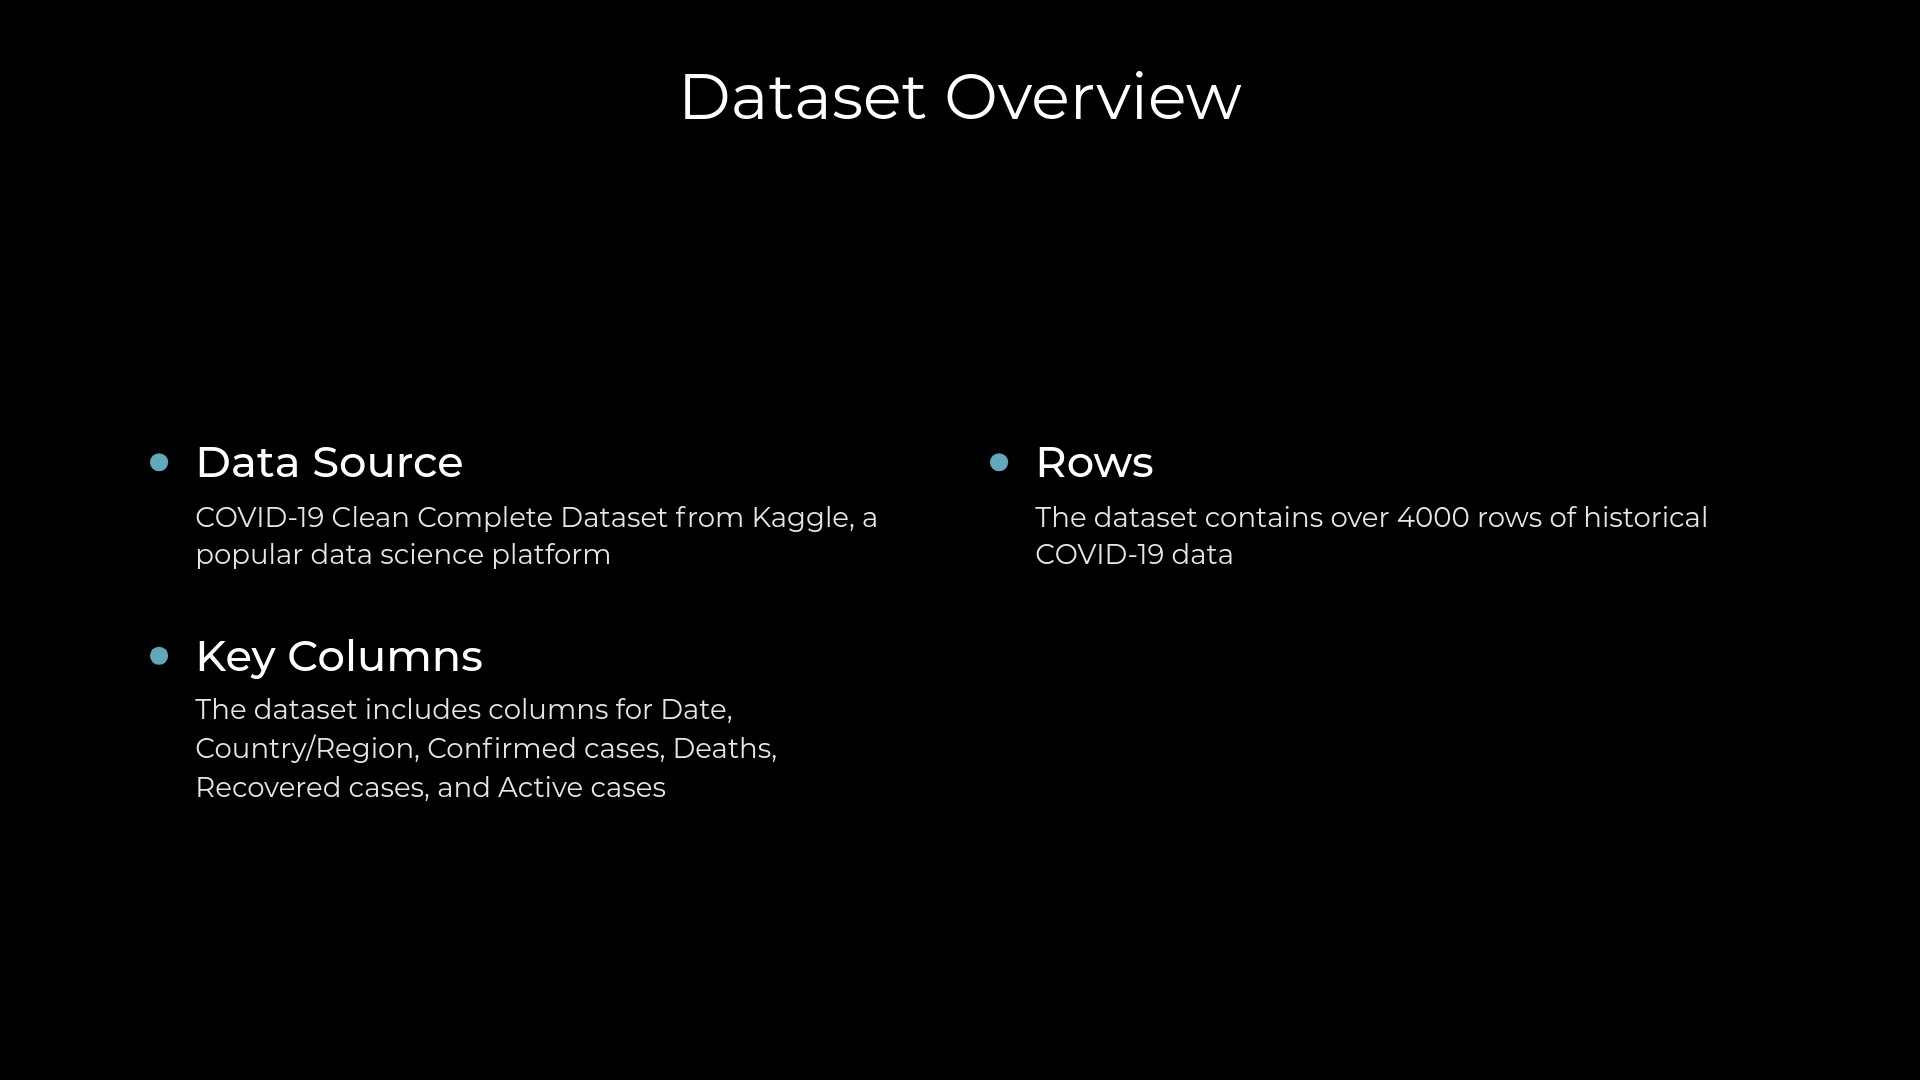 Dataset Overview
Data Source
COVID-19 Clean Complete Dataset from Kaggle, a
popular data science platform
Rows
The dataset contains over 4000 rows of historical
COVID-19 data
Key Columns
The dataset includes columns for Date,
Country/Region, Confirmed cases, Deaths,
Recovered cases, and Active cases